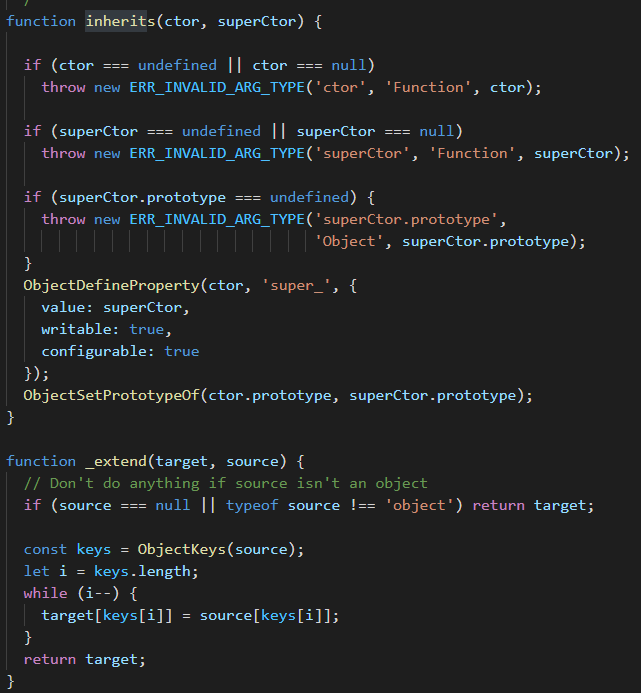 function inherits(ctor, superCtor) {
if (ctor === undefined || ctor === null)
throw new ERR_INVALID_ARG_TYPE('ctor', 'Function', ctor);
if (superCtor === undefined || superCtor === null)
throw new ERR_INVALID_ARG_TYPE('superCtor', 'Function', superCtor);
if (superCtor.prototype === undefined) {
throw new ERR_INVALID_ARG_TYPE('superCtor.prototype',
'Object', superCtor.prototype);
}
ObjectDefineProperty(ctor, 'super_', {
value: superCtor,
writable: true,
configurable: true
});
ObjectSetPrototypeOf(ctor.prototype, superCtor.prototype);
}
function _extend(target, source) {
// Don't do anything if source isn't an object
if (source === null || typeof source !== 'object') return target;
const keys = ObjectKeys(source);
let i = keys.length;
while (i--) {
target[keys[i]] = source[keys[i]];
}
return target;
}